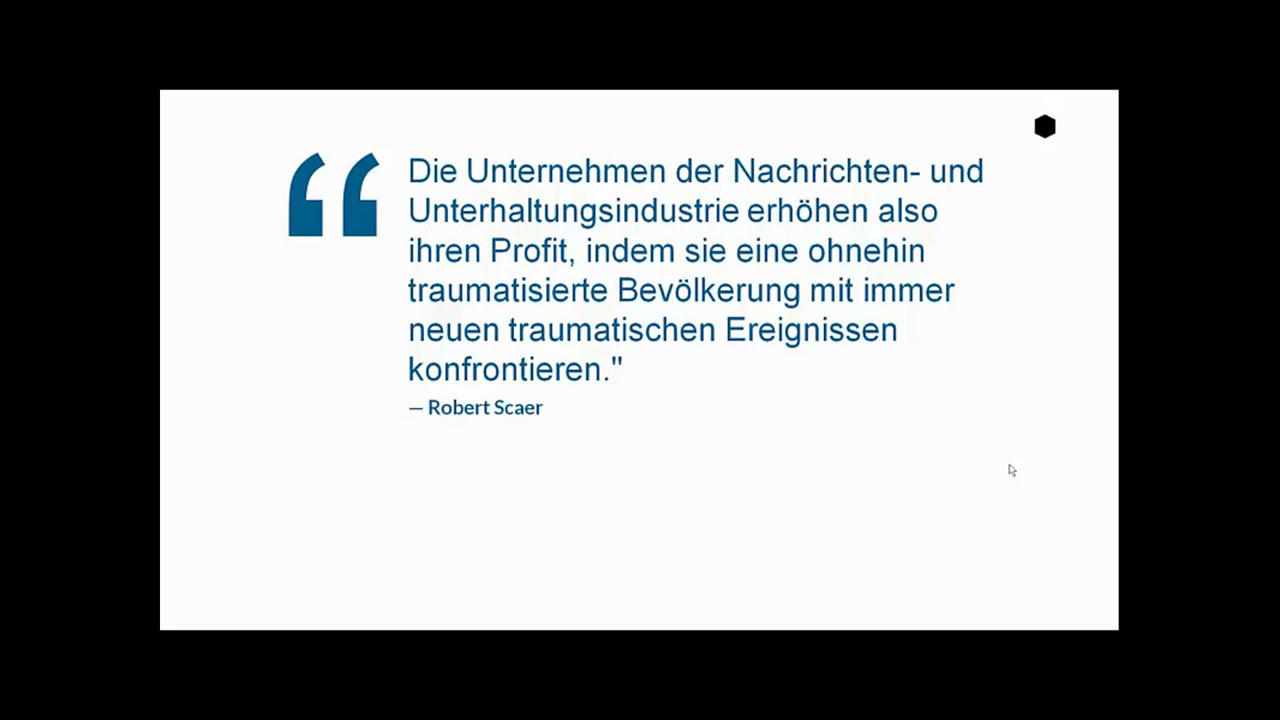 “ Die Unternehmen der Nachrichten- und
Unterhaltungsindustrie erhöhen also
ihren Profit, indem sie eine ohnehin
traumatisierte Bevölkerung mit immer
neuen traumatischen Ereignissen
konfrontieren."
— Robert Scaer